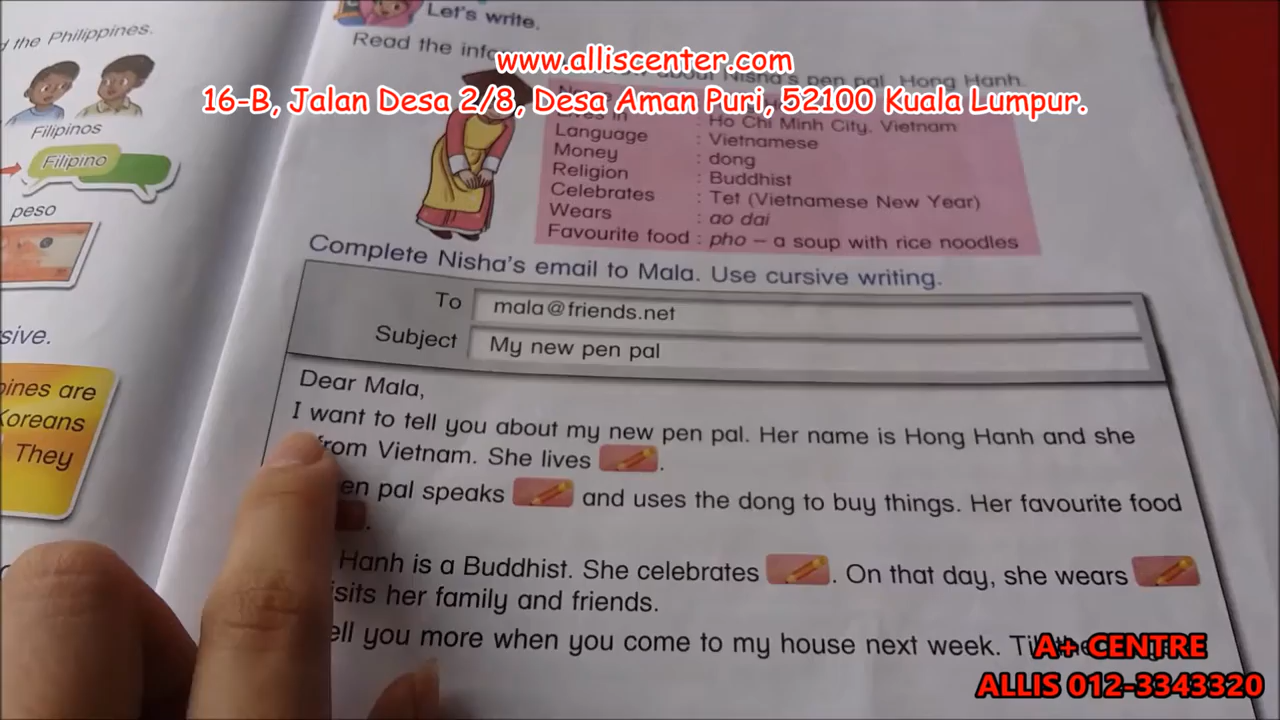 d the Philippines.
Filipinos
Filipino
peso
sive.
pines are
Koreans
They
Let's write.
Read the info
about Nisha's pen pal, Hong Hanh.
www.alliscenter.com
16-B, Jalan Desa 2/8, Desa Aman Puri, 52100 Kuala Lumpur.
: Ho Chi Minh City, Vietnam
Language : Vietnamese
Money : dong
Religion : Buddhist
Celebrates : Tet (Vietnamese New Year)
Wears : ao dai
Favourite food : pho – a soup with rice noodles
Complete Nisha's email to Mala. Use cursive writing.
To mala@friends.net
Subject My new pen pal
Dear Mala,
I want to tell you about my new pen pal. Her name is Hong Hanh and she
from Vietnam. She lives .
en pal speaks and uses the dong to buy things. Her favourite food
.
Hanh is a Buddhist. She celebrates . On that day, she wears
isits her family and friends.
ell you more when you come to my house next week.
A+ CENTRE
ALLIS 012-3343320